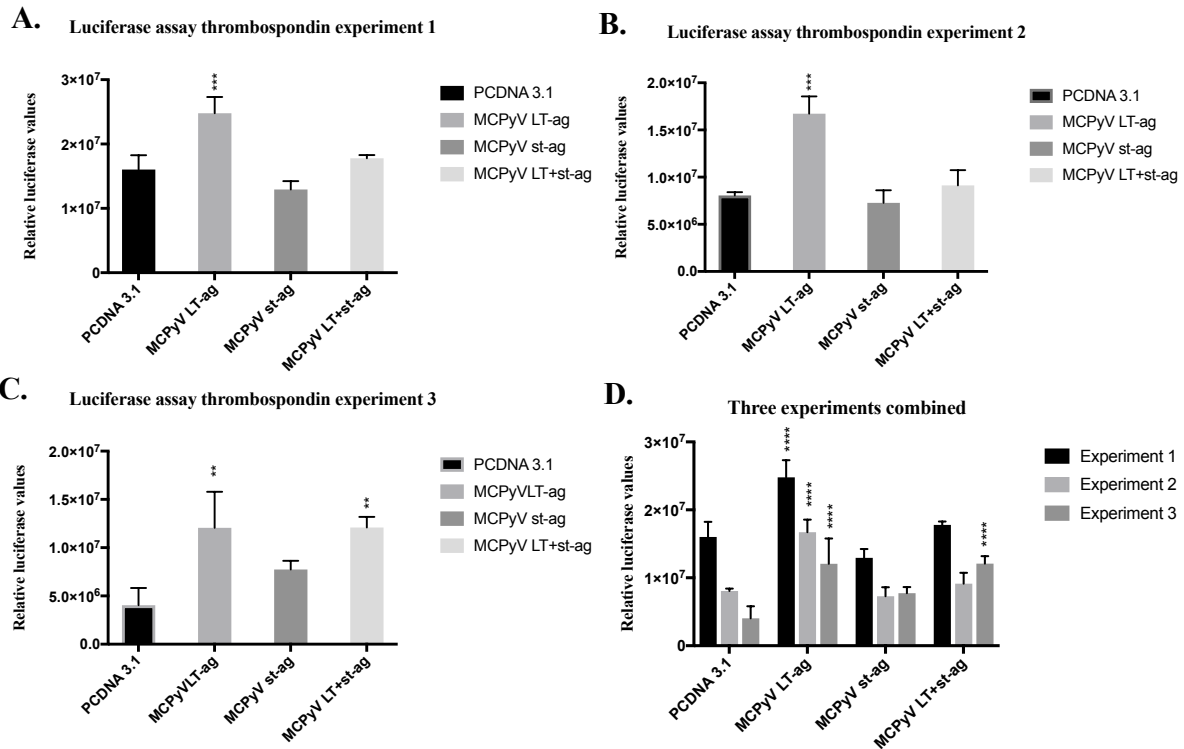 A.
Luciferase assay thrombospondin experiment 1
3×10⁷
2×10⁷
1×10⁷
0
Relative luciferase values
***
PCDNA 3.1
MCPyV LT-ag
MCPyV st-ag
MCPyV LT+st-ag
PCDNA 3.1
MCPyV LT-ag
MCPyV st-ag
MCPyV LT+st-ag
B.
Luciferase assay thrombospondin experiment 2
2.0×10⁷
1.5×10⁷
1.0×10⁷
5.0×10⁶
0.0
Relative luciferase values
***
PCDNA 3.1
MCPyV LT-ag
MCPyV st-ag
MCPyV LT+st-ag
PCDNA 3.1
MCPyV LT-ag
MCPyV st-ag
MCPyV LT+st-ag
C.
Luciferase assay thrombospondin experiment 3
2.0×10⁷
1.5×10⁷
1.0×10⁷
5.0×10⁶
0.0
Relative luciferase values
**
**
PCDNA 3.1
MCPyVLT-ag
MCPyV st-ag
MCPyV LT+st-ag
PCDNA 3.1
MCPyVLT-ag
MCPyV st-ag
MCPyV LT+st-ag
D.
Three experiments combined
3×10⁷
2×10⁷
1×10⁷
0
Relative luciferase values
****
****
****
****
PCDNA 3.1
MCPyV LT-ag
MCPyV st-ag
MCPyV LT+st-ag
Experiment 1
Experiment 2
Experiment 3